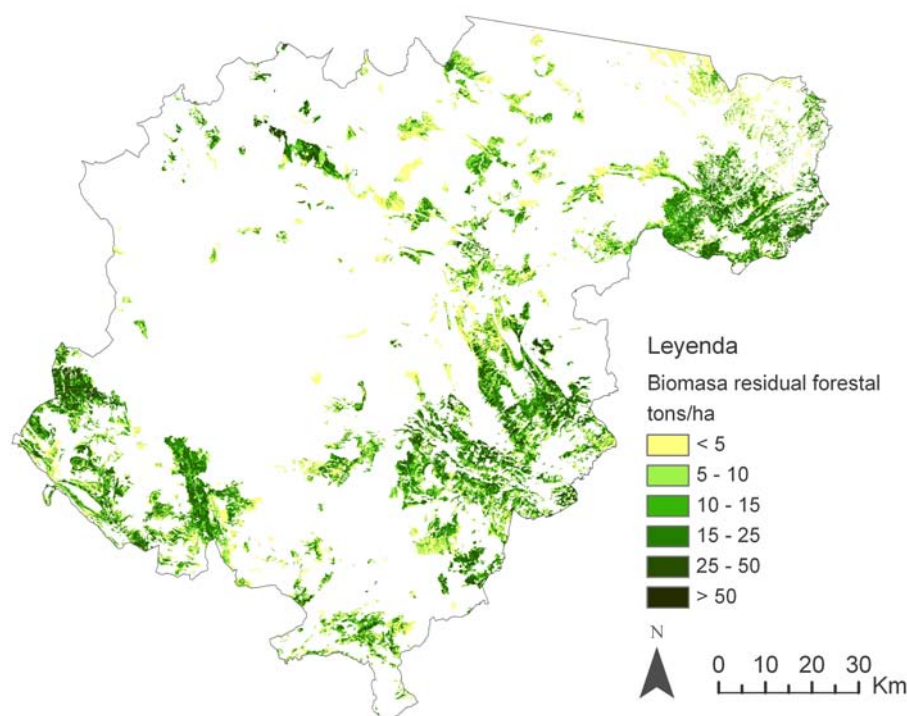 Leyenda
Biomasa residual forestal
tons/ha
< 5
5 - 10
10 - 15
15 - 25
25 - 50
> 50
N
0 10 20 30
Km